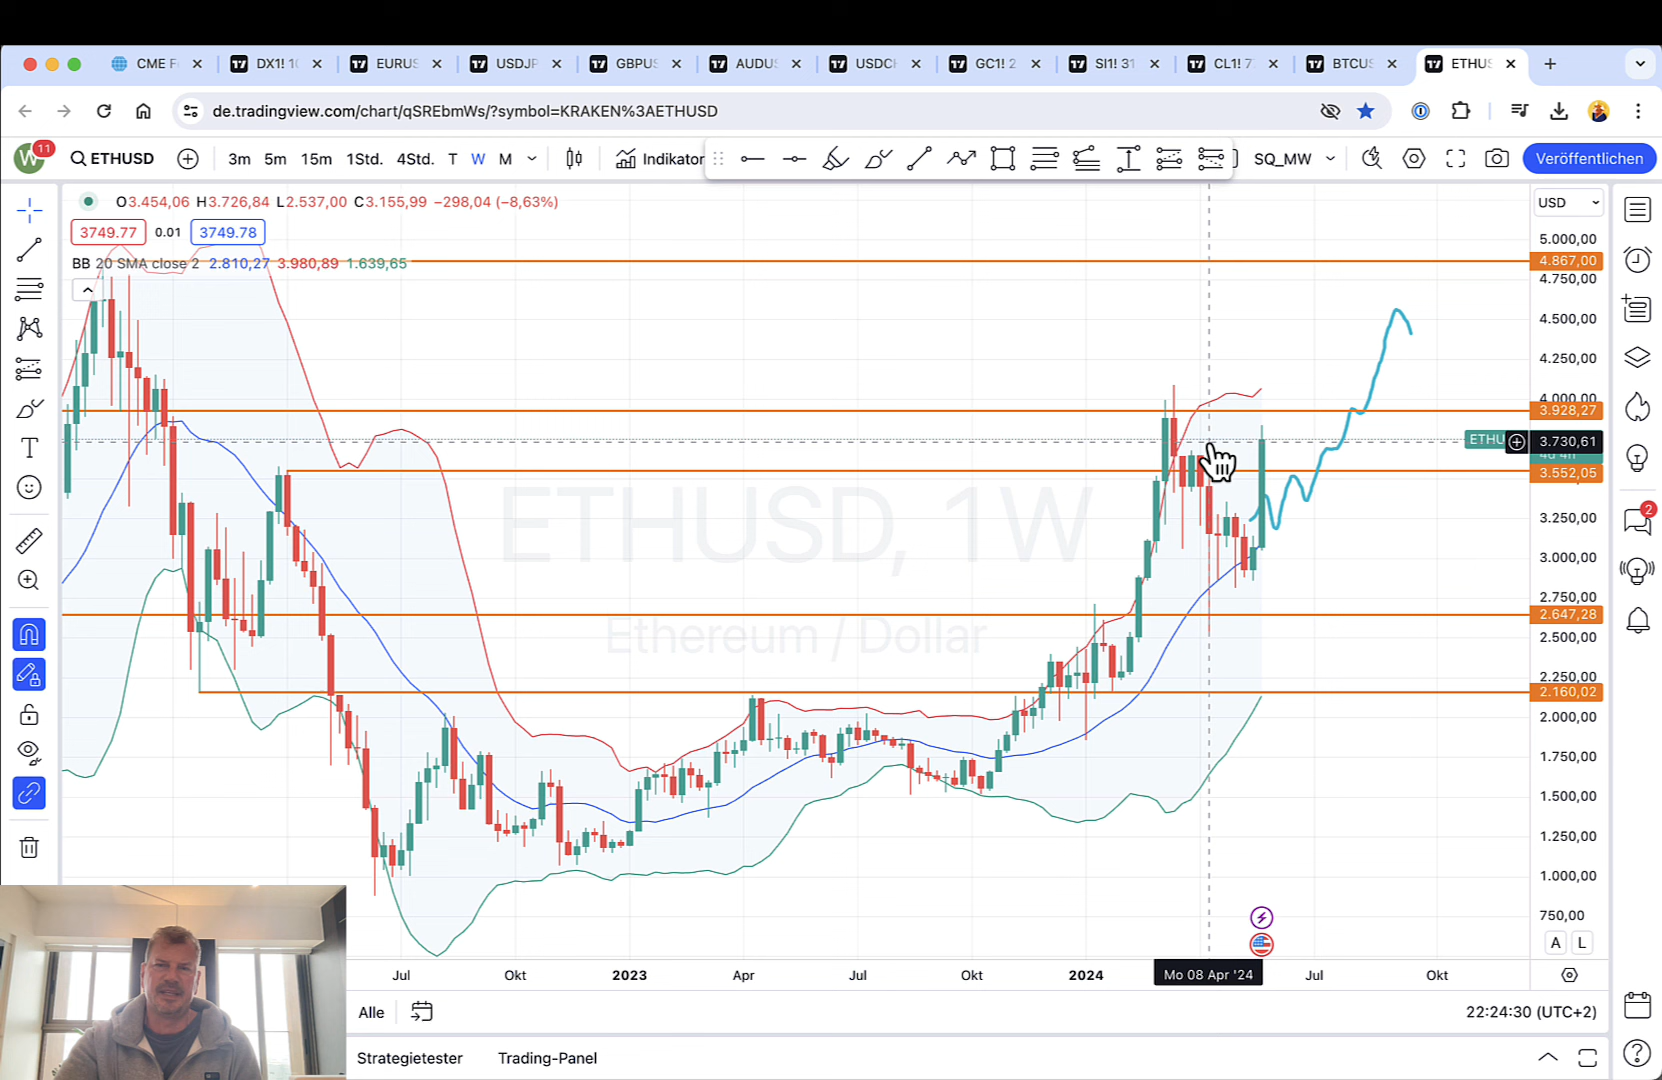 CME F
DX1! 10
EURUS
USDJP
GBPUS
AUDUS
USDCH
GC1! 2
SI1! 31
CL1! 7
BTCUS
ETHUS
de.tradingview.com/chart/qSREbmWs/?symbol=KRAKEN%3AETHUSD
W 11
ETHUSD
3m 5m 15m 1Std. 4Std. T W M
Indikator
SQ_MW
Veröffentlichen
O3.454,06 H3.726,84 L2.537,00 C3.155,99 −298,04 (−8,63%)
USD
3749.77 0.01 3749.78
BB 20 SMA close 2 2.810,27 3.980,89 1.639,65
5.000,00
4.867,00
4.750,00
4.500,00
4.250,00
4.000,00
3.928,27
ETHU 3.730,61
3.552,05
3.250,00
3.000,00
2.750,00
2.647,28
2.500,00
2.250,00
2.160,02
2.000,00
1.750,00
1.500,00
1.250,00
1.000,00
750,00
ETHUSD, 1W
Ethereum / Dollar
T
2
A L
Jul Okt 2023 Apr Jul Okt 2024 Mo 08 Apr '24 Jul Okt
Alle
22:24:30 (UTC+2)
Strategietester Trading-Panel